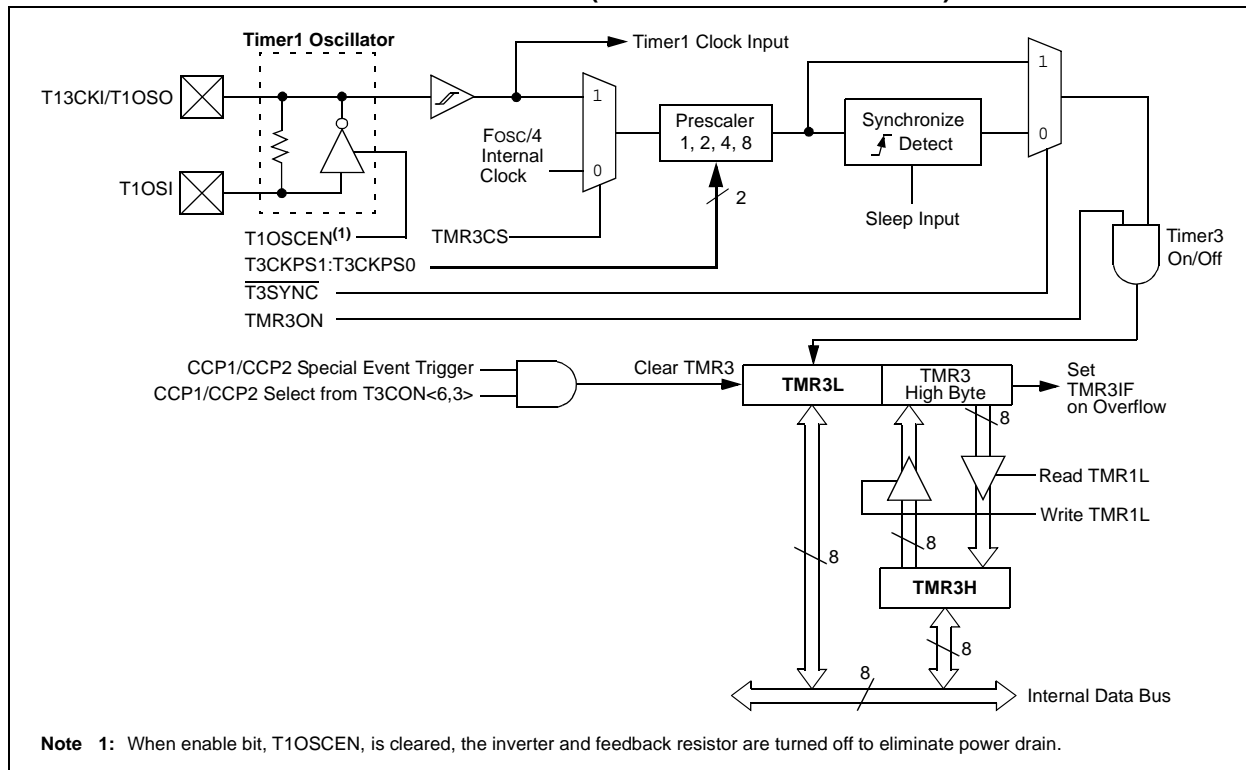 Timer1 Oscillator
Timer1 Clock Input
T13CKI/T1OSO
1
1
FOSC/4
Internal
Clock
0
Prescaler
1, 2, 4, 8
Synchronize
Detect
0
T1OSI
2
Sleep Input
T1OSCEN(1)
TMR3CS
Timer3
On/Off
T3CKPS1:T3CKPS0
T3SYNC
TMR3ON
CCP1/CCP2 Special Event Trigger
CCP1/CCP2 Select from T3CON<6,3>
Clear TMR3
TMR3L
TMR3
High Byte
Set
TMR3IF
on Overflow
8
Read TMR1L
Write TMR1L
8
8
TMR3H
8
8
Internal Data Bus
Note 1: When enable bit, T1OSCEN, is cleared, the inverter and feedback resistor are turned off to eliminate power drain.